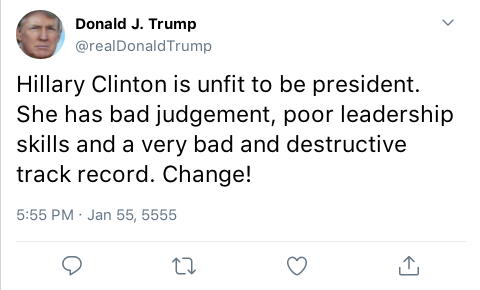 Donald J. Trump
@realDonaldTrump
Hillary Clinton is unfit to be president.
She has bad judgement, poor leadership
skills and a very bad and destructive
track record. Change!
5:55 PM · Jan 55, 5555